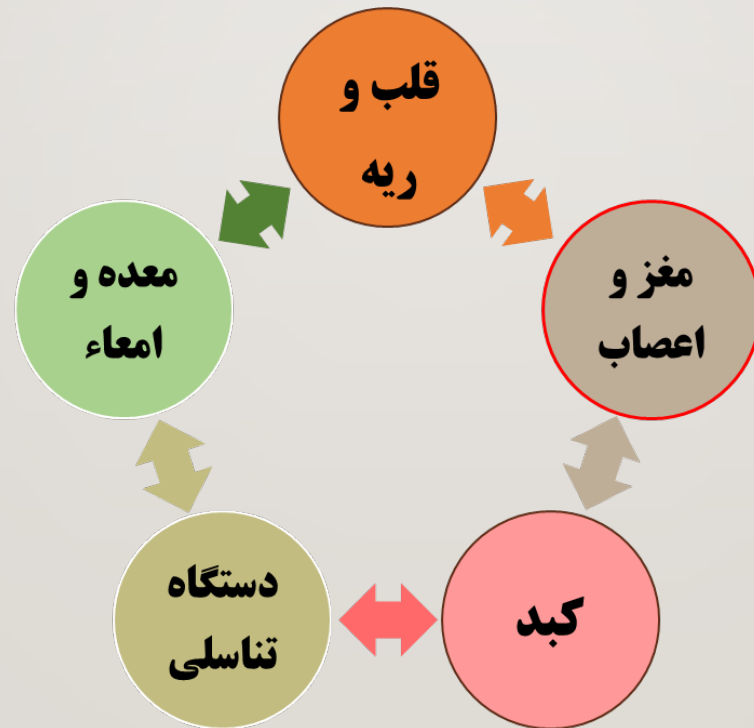 قلب و
ریه
مغز و
اعصاب
کبد
دستگاه
تناسلی
معده و
امعاء